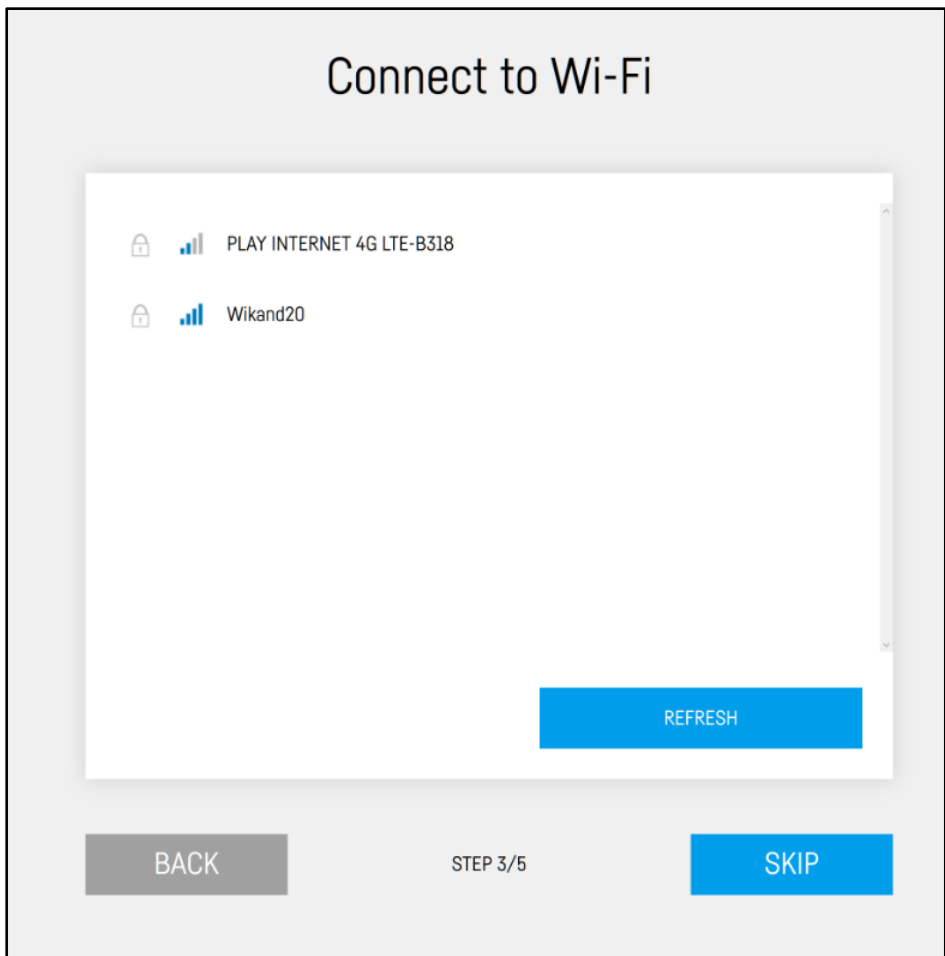 Connect to Wi-Fi
PLAY INTERNET 4G LTE-B318
Wikand20
REFRESH
BACK
STEP 3/5
SKIP